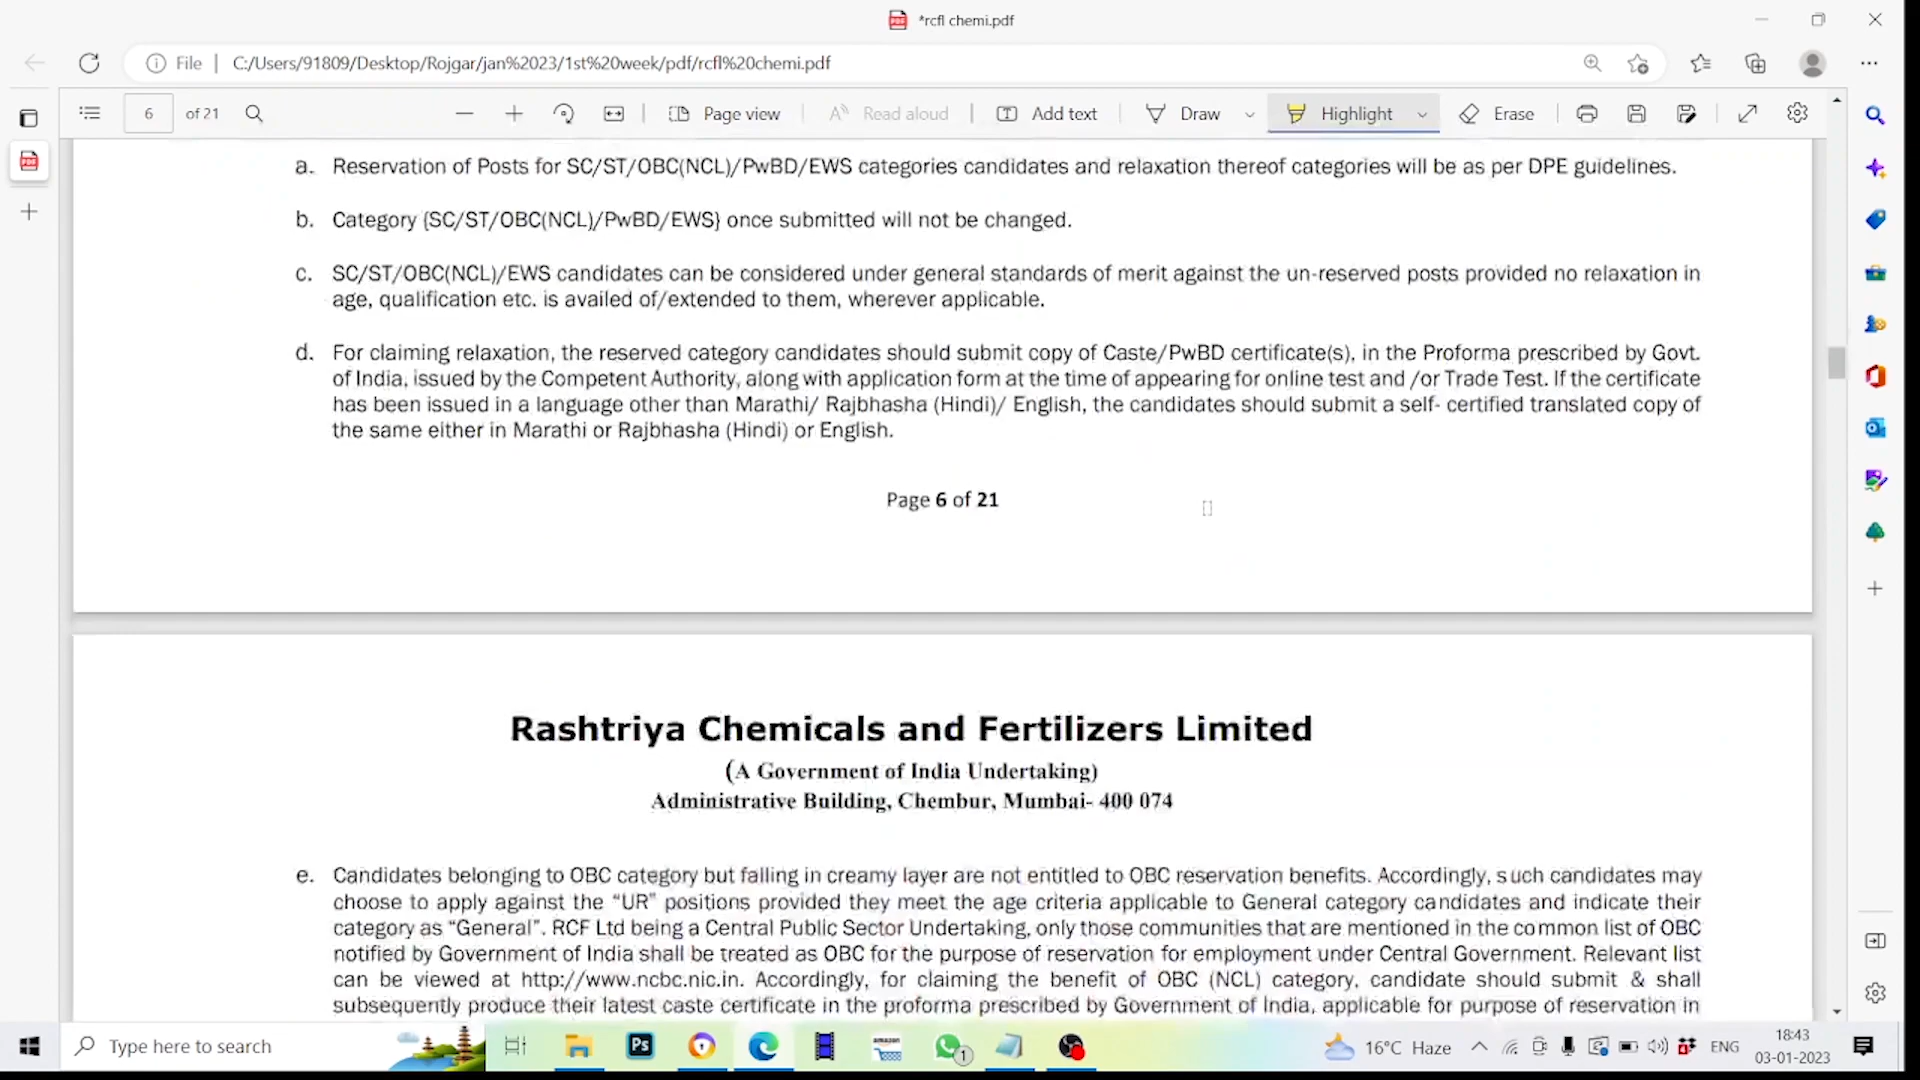 *rcfl chemi.pdf
File
C:/Users/91809/Desktop/Rojgar/jan%2023/1st%20week/pdf/rcfl%20chemi.pdf
6 of 21
Page view
Read aloud
Add text
Draw
Highlight
Erase
a. Reservation of Posts for SC/ST/OBC(NCL)/PwBD/EWS categories candidates and relaxation thereof categories will be as per DPE guidelines.
b. Category {SC/ST/OBC(NCL)/PwBD/EWS} once submitted will not be changed.
c. SC/ST/OBC(NCL)/EWS candidates can be considered under general standards of merit against the un-reserved posts provided no relaxation in
age, qualification etc. is availed of/extended to them, wherever applicable.
d. For claiming relaxation, the reserved category candidates should submit copy of Caste/PwBD certificate(s), in the Proforma prescribed by Govt.
of India, issued by the Competent Authority, along with application form at the time of appearing for online test and /or Trade Test. If the certificate
has been issued in a language other than Marathi/ Rajbhasha (Hindi)/ English, the candidates should submit a self- certified translated copy of
the same either in Marathi or Rajbhasha (Hindi) or English.
Page 6 of 21
Rashtriya Chemicals and Fertilizers Limited
(A Government of India Undertaking)
Administrative Building, Chembur, Mumbai- 400 074
e. Candidates belonging to OBC category but falling in creamy layer are not entitled to OBC reservation benefits. Accordingly, such candidates may
choose to apply against the “UR” positions provided they meet the age criteria applicable to General category candidates and indicate their
category as “General”. RCF Ltd being a Central Public Sector Undertaking, only those communities that are mentioned in the common list of OBC
notified by Government of India shall be treated as OBC for the purpose of reservation for employment under Central Government. Relevant list
can be viewed at http://www.ncbc.nic.in. Accordingly, for claiming the benefit of OBC (NCL) category, candidate should submit & shall
subsequently produce their latest caste certificate in the proforma prescribed by Government of India, applicable for purpose of reservation in
Type here to search
Ps
amazon
1
16°C Haze
ENG
18:43
03-01-2023